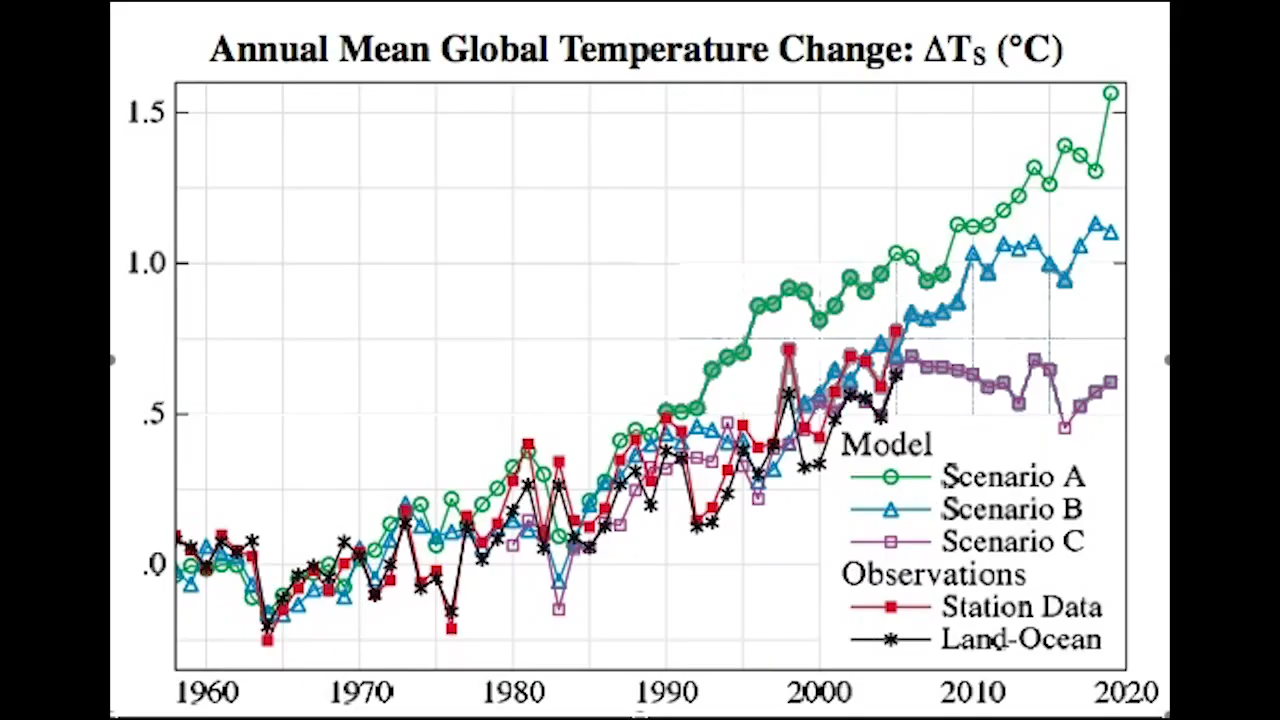 Annual Mean Global Temperature Change: ΔTS (°C)
1.5
1.0
.5
.0
Model
Scenario A
Scenario B
Scenario C
Observations
Station Data
Land-Ocean
1960 1970 1980 1990 2000 2010 2020